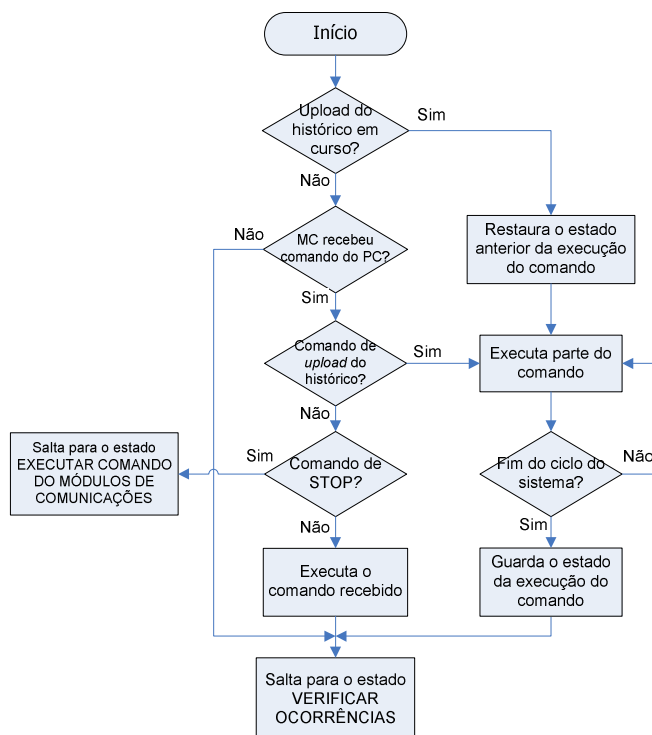 Início
Upload do
histórico em
curso?
Sim
Não
MC recebeu
comando do PC?
Não
Sim
Restaura o estado
anterior da execução
do comando
Comando de
upload do
histórico?
Sim
Não
Executa parte do
comando
Comando de
STOP?
Sim
Não
Salta para o estado
EXECUTAR COMANDO
DO MÓDULOS DE
COMUNICAÇÕES
Fim do ciclo do
sistema?
Não
Sim
Executa o
comando recebido
Guarda o estado
da execução do
comando
Salta para o estado
VERIFICAR
OCORRÊNCIAS